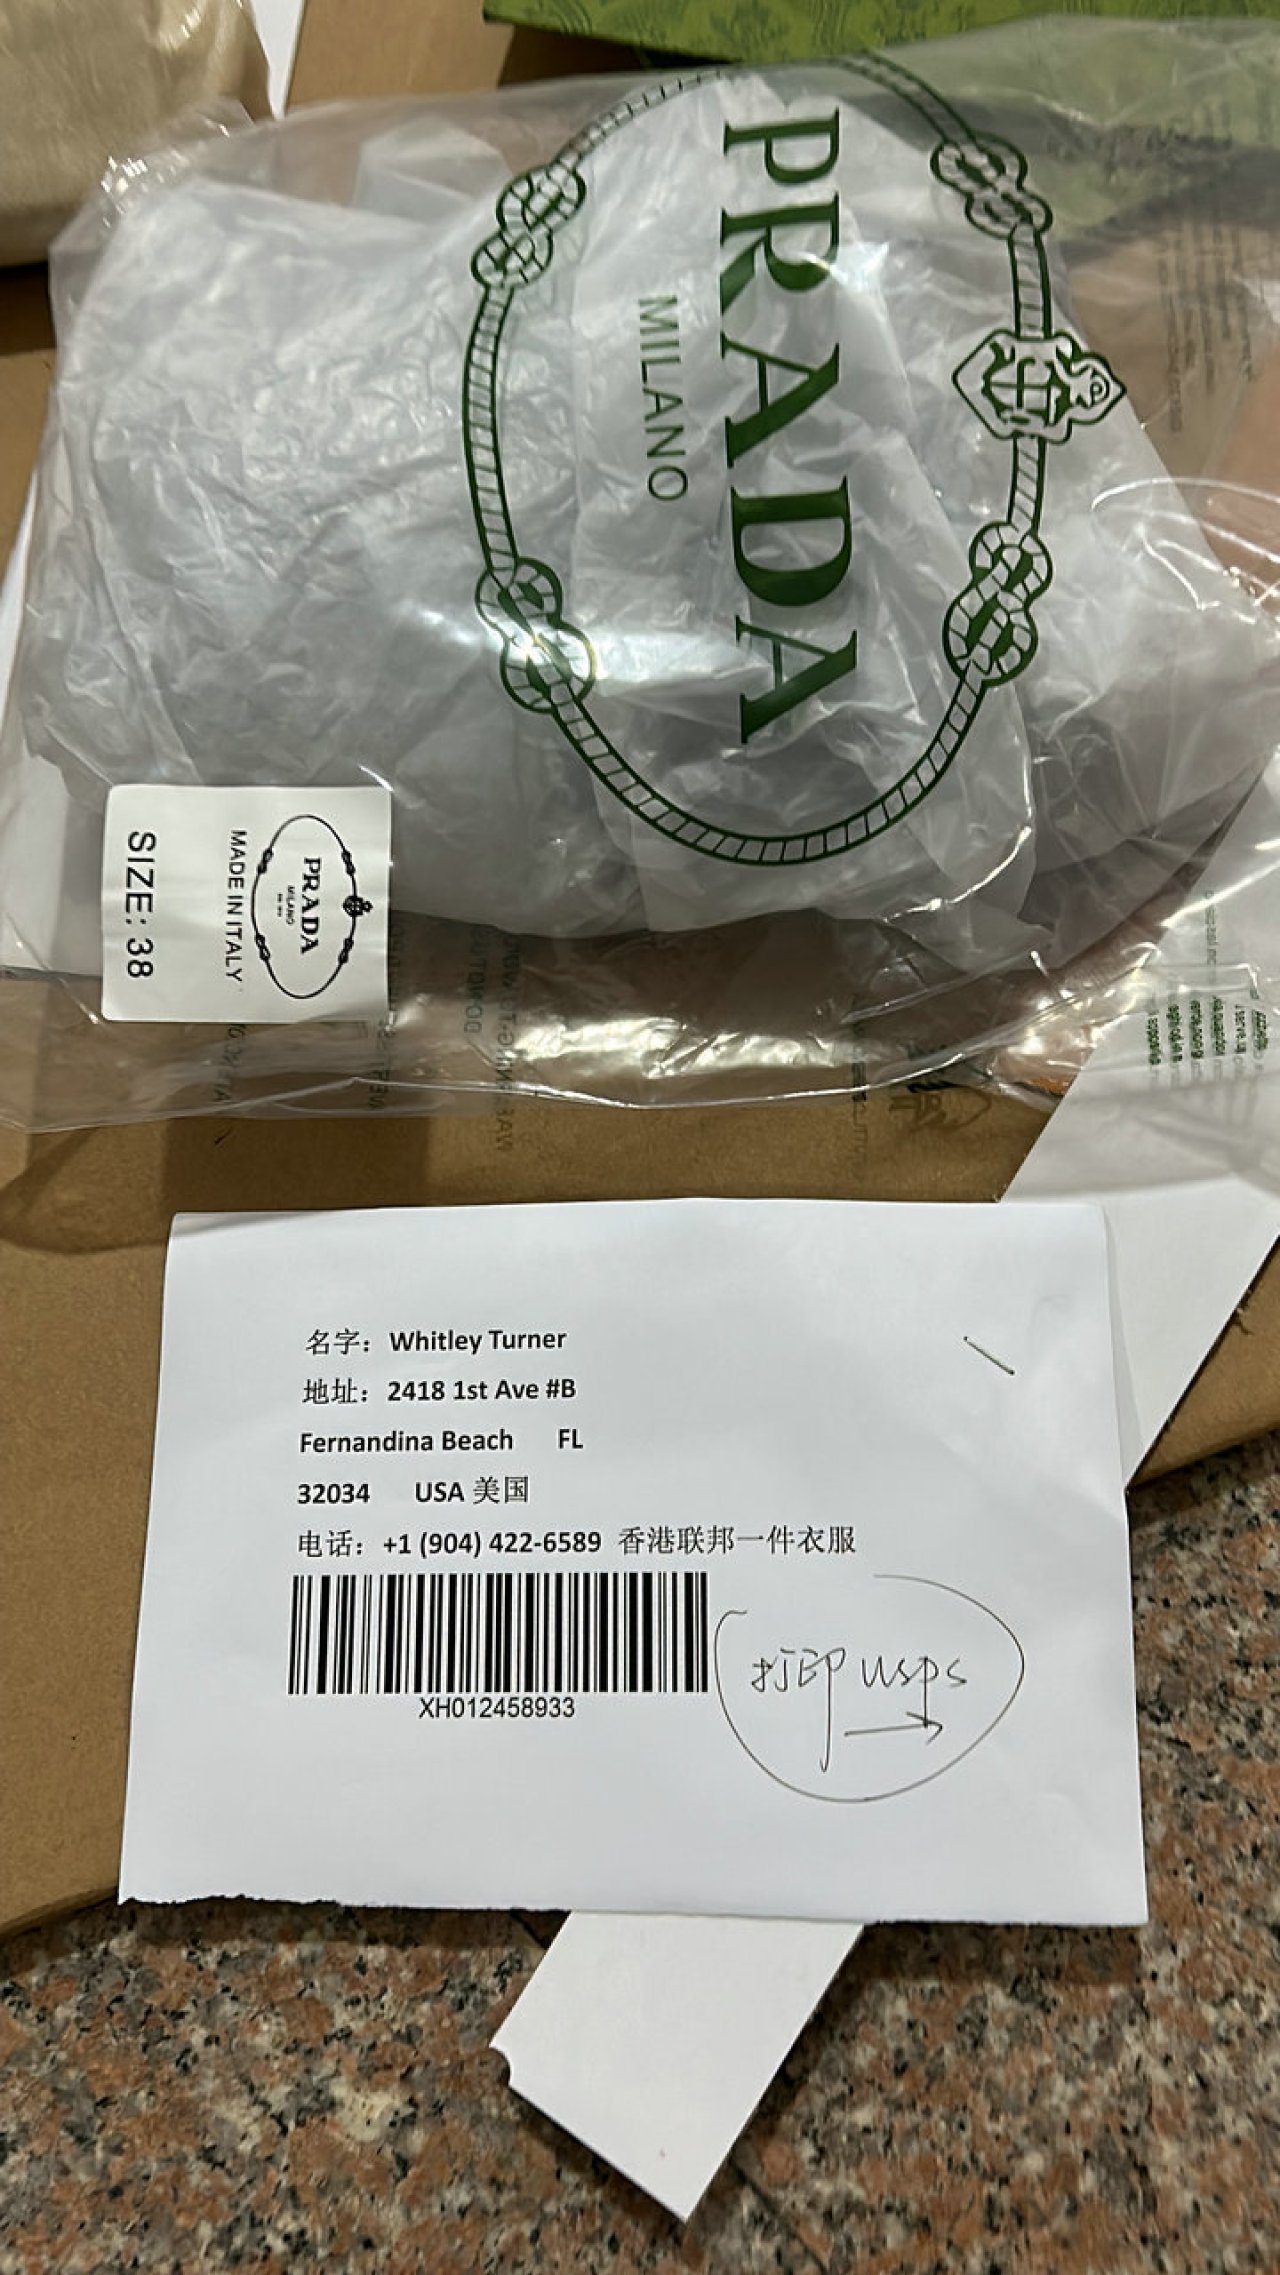 PRADA
MILANO
PRADA
MILANO
MADE IN ITALY
SIZE: 38
名字：Whitley Turner
地址：2418 1st Ave #B
Fernandina Beach FL
32034 USA 美国
电话：+1 (904) 422-6589 香港联邦一件衣服
XH012458933
打印 USPS